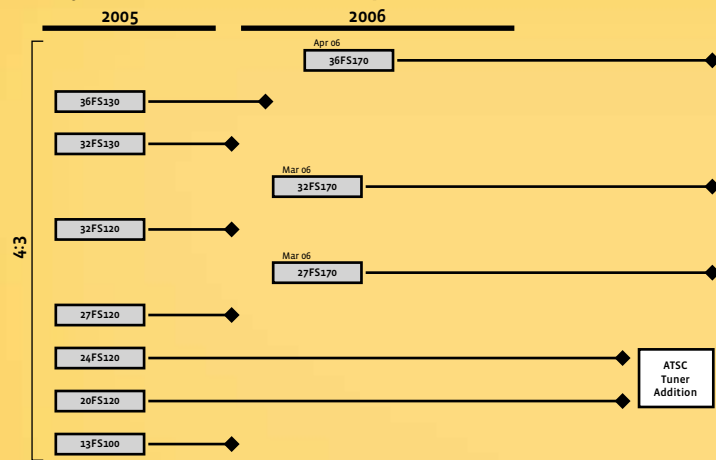 2005
2006
Apr 06
36FS170
36FS130
32FS130
Mar 06
32FS170
32FS120
Mar 06
27FS170
4:3
27FS120
24FS120
ATSC
Tuner
Addition
20FS120
13FS100